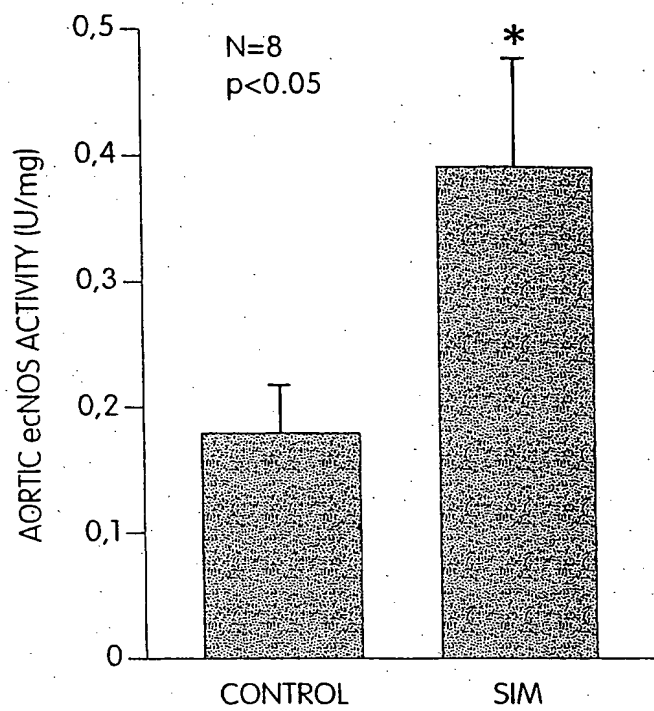 0,5
N=8
p<0.05
*
0,4
0,3
0,2
0,1
0
AORTIC ecNOS ACTIVITY (U/mg)
CONTROL
SIM